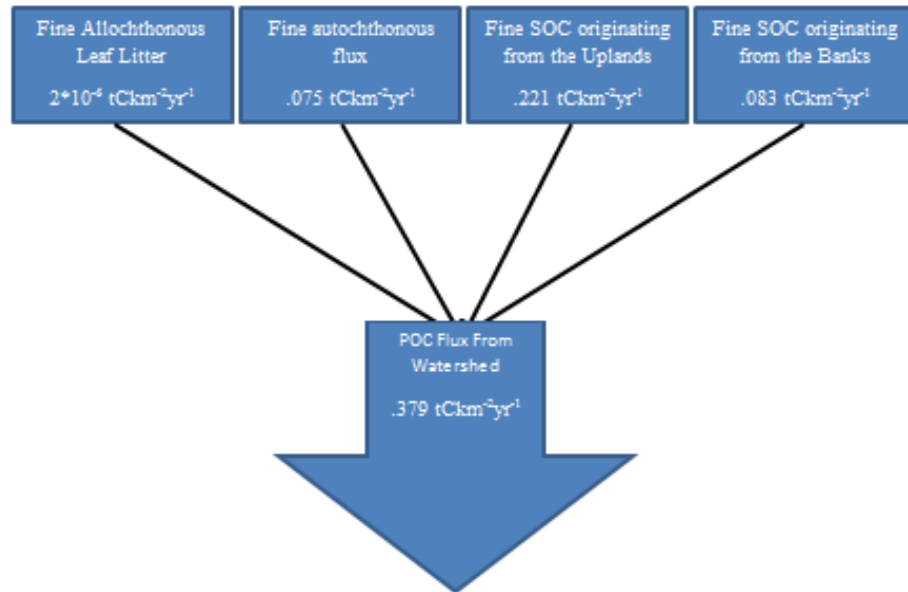 Fine Allochthonous
Leaf Litter
2*10⁻⁶ tCkm⁻²yr⁻¹
Fine autochthonous
flux
.075 tCkm⁻²yr⁻¹
Fine SOC originating
from the Uplands
.221 tCkm⁻²yr⁻¹
Fine SOC originating
from the Banks
.083 tCkm⁻²yr⁻¹
POC Flux From
Watershed
.379 tCkm⁻²yr⁻¹